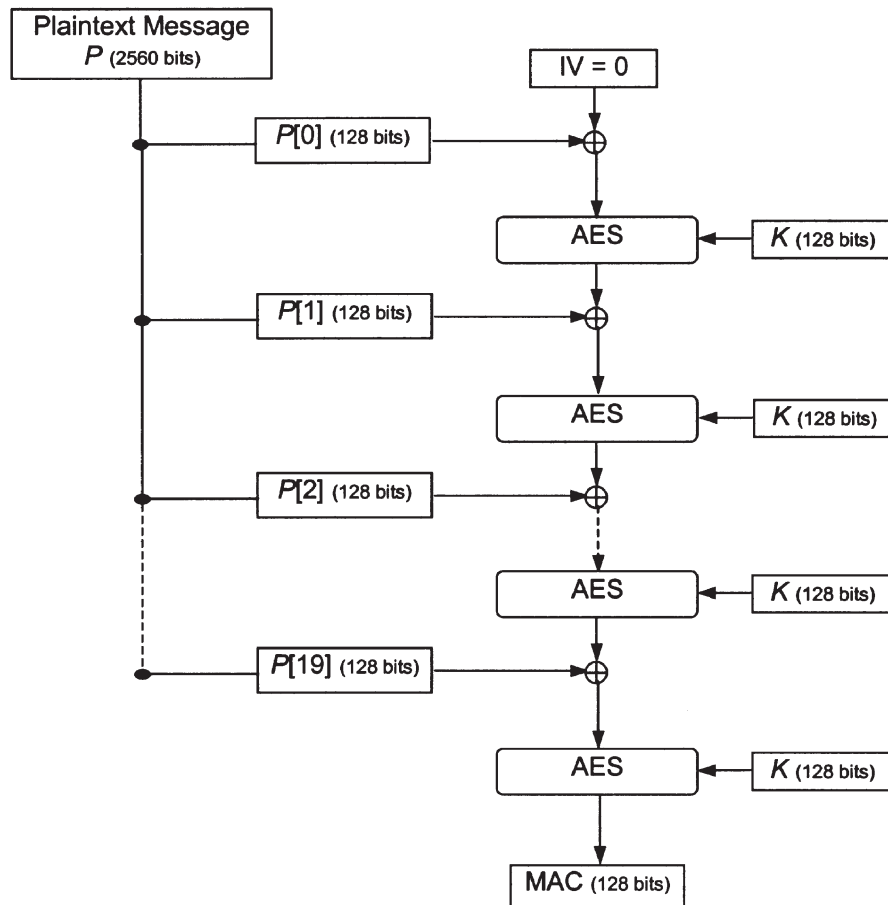 Plaintext Message
P (2560 bits)
IV = 0
P[0] (128 bits)
AES
K (128 bits)
P[1] (128 bits)
AES
K (128 bits)
P[2] (128 bits)
AES
K (128 bits)
P[19] (128 bits)
AES
K (128 bits)
MAC (128 bits)